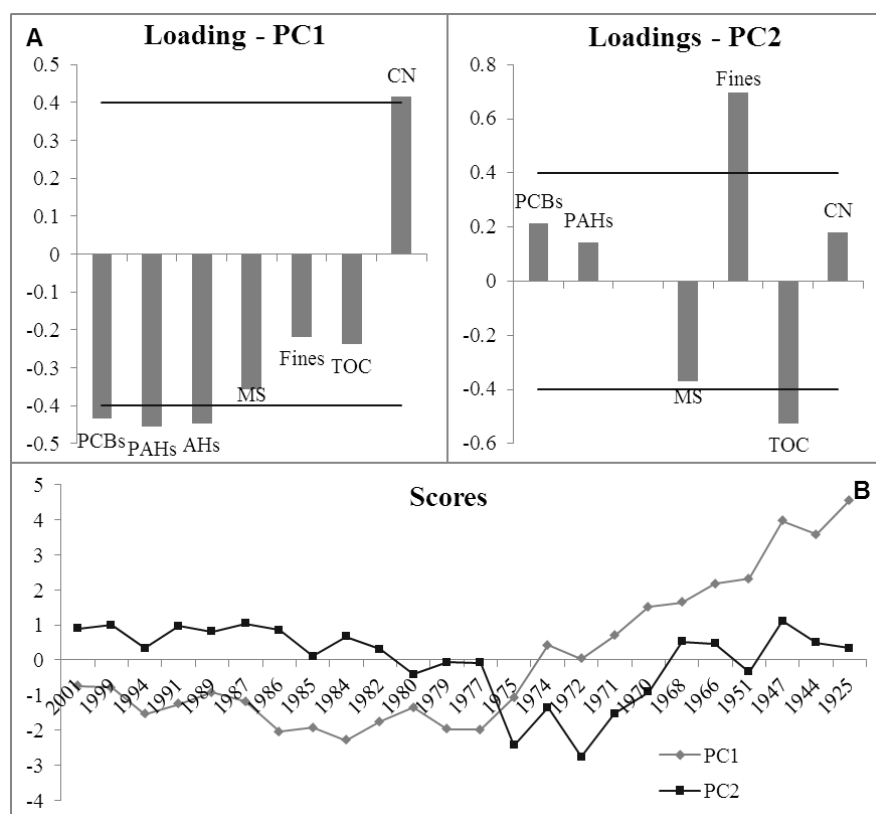 A
Loading - PC1
0.5
0.4
0.3
0.2
0.1
0
-0.1
-0.2
-0.3
-0.4
-0.5
CN
PCBs
PAHs
AHs
MS
Fines
TOC
Loadings - PC2
0.8
0.6
0.4
0.2
0
-0.2
-0.4
-0.6
PCBs
PAHs
MS
Fines
TOC
CN
Scores
B
5
4
3
2
1
0
-1
-2
-3
-4
2001
1999
1994
1991
1989
1987
1986
1985
1984
1982
1980
1979
1977
1975
1974
1972
1971
1970
1968
1966
1951
1947
1944
1925
PC1
PC2